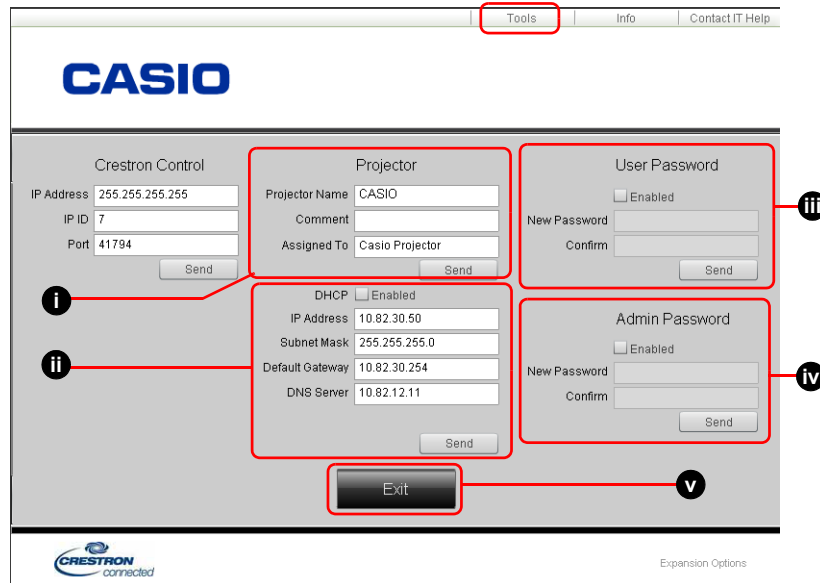 Tools Info Contact IT Help
CASIO
Crestron Control
IP Address 255.255.255.255
IP ID 7
Port 41794
Send
Projector
Projector Name CASIO
Comment
Assigned To Casio Projector
Send
DHCP Enabled
IP Address 10.82.30.50
Subnet Mask 255.255.255.0
Default Gateway 10.82.30.254
DNS Server 10.82.12.11
Send
User Password
Enabled
New Password
Confirm
Send
Admin Password
Enabled
New Password
Confirm
Send
i
ii
iii
iv
v
Exit
CRESTRON
connected
Expansion Options